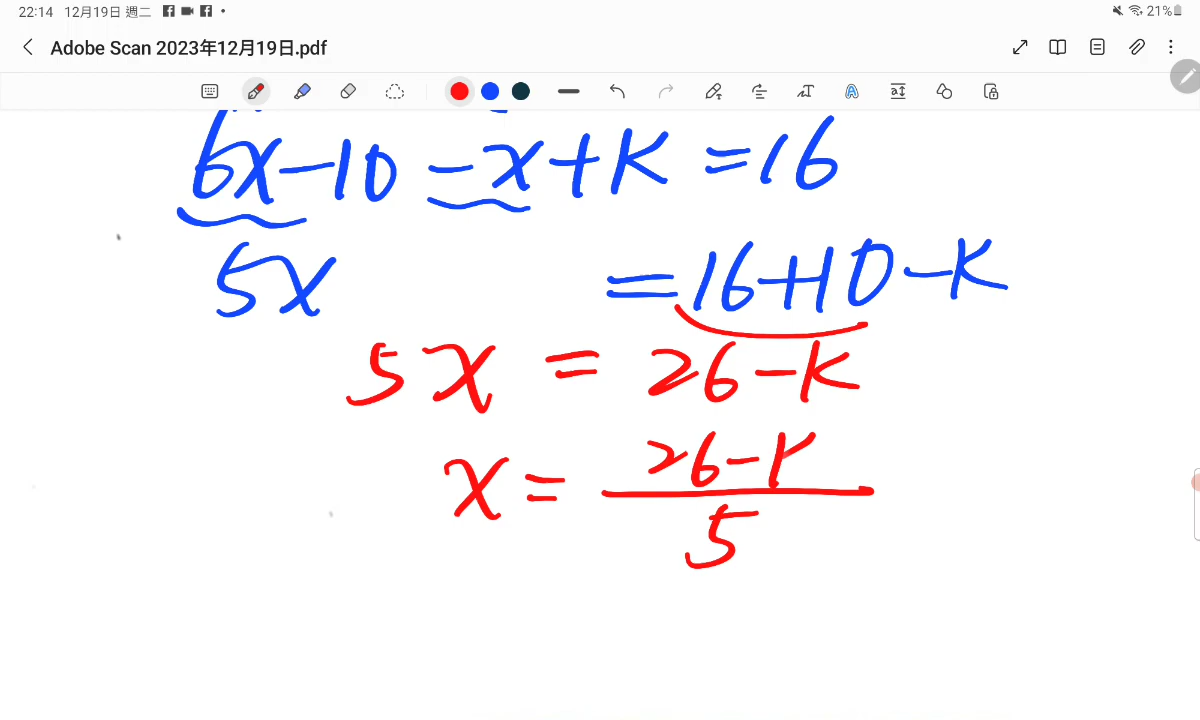 22:14 12月19日 週二 21%
Adobe Scan 2023年12月19日.pdf
6x-10-x+K=16
5x =16+10-K
5x = 26-K
x = 26-K
5